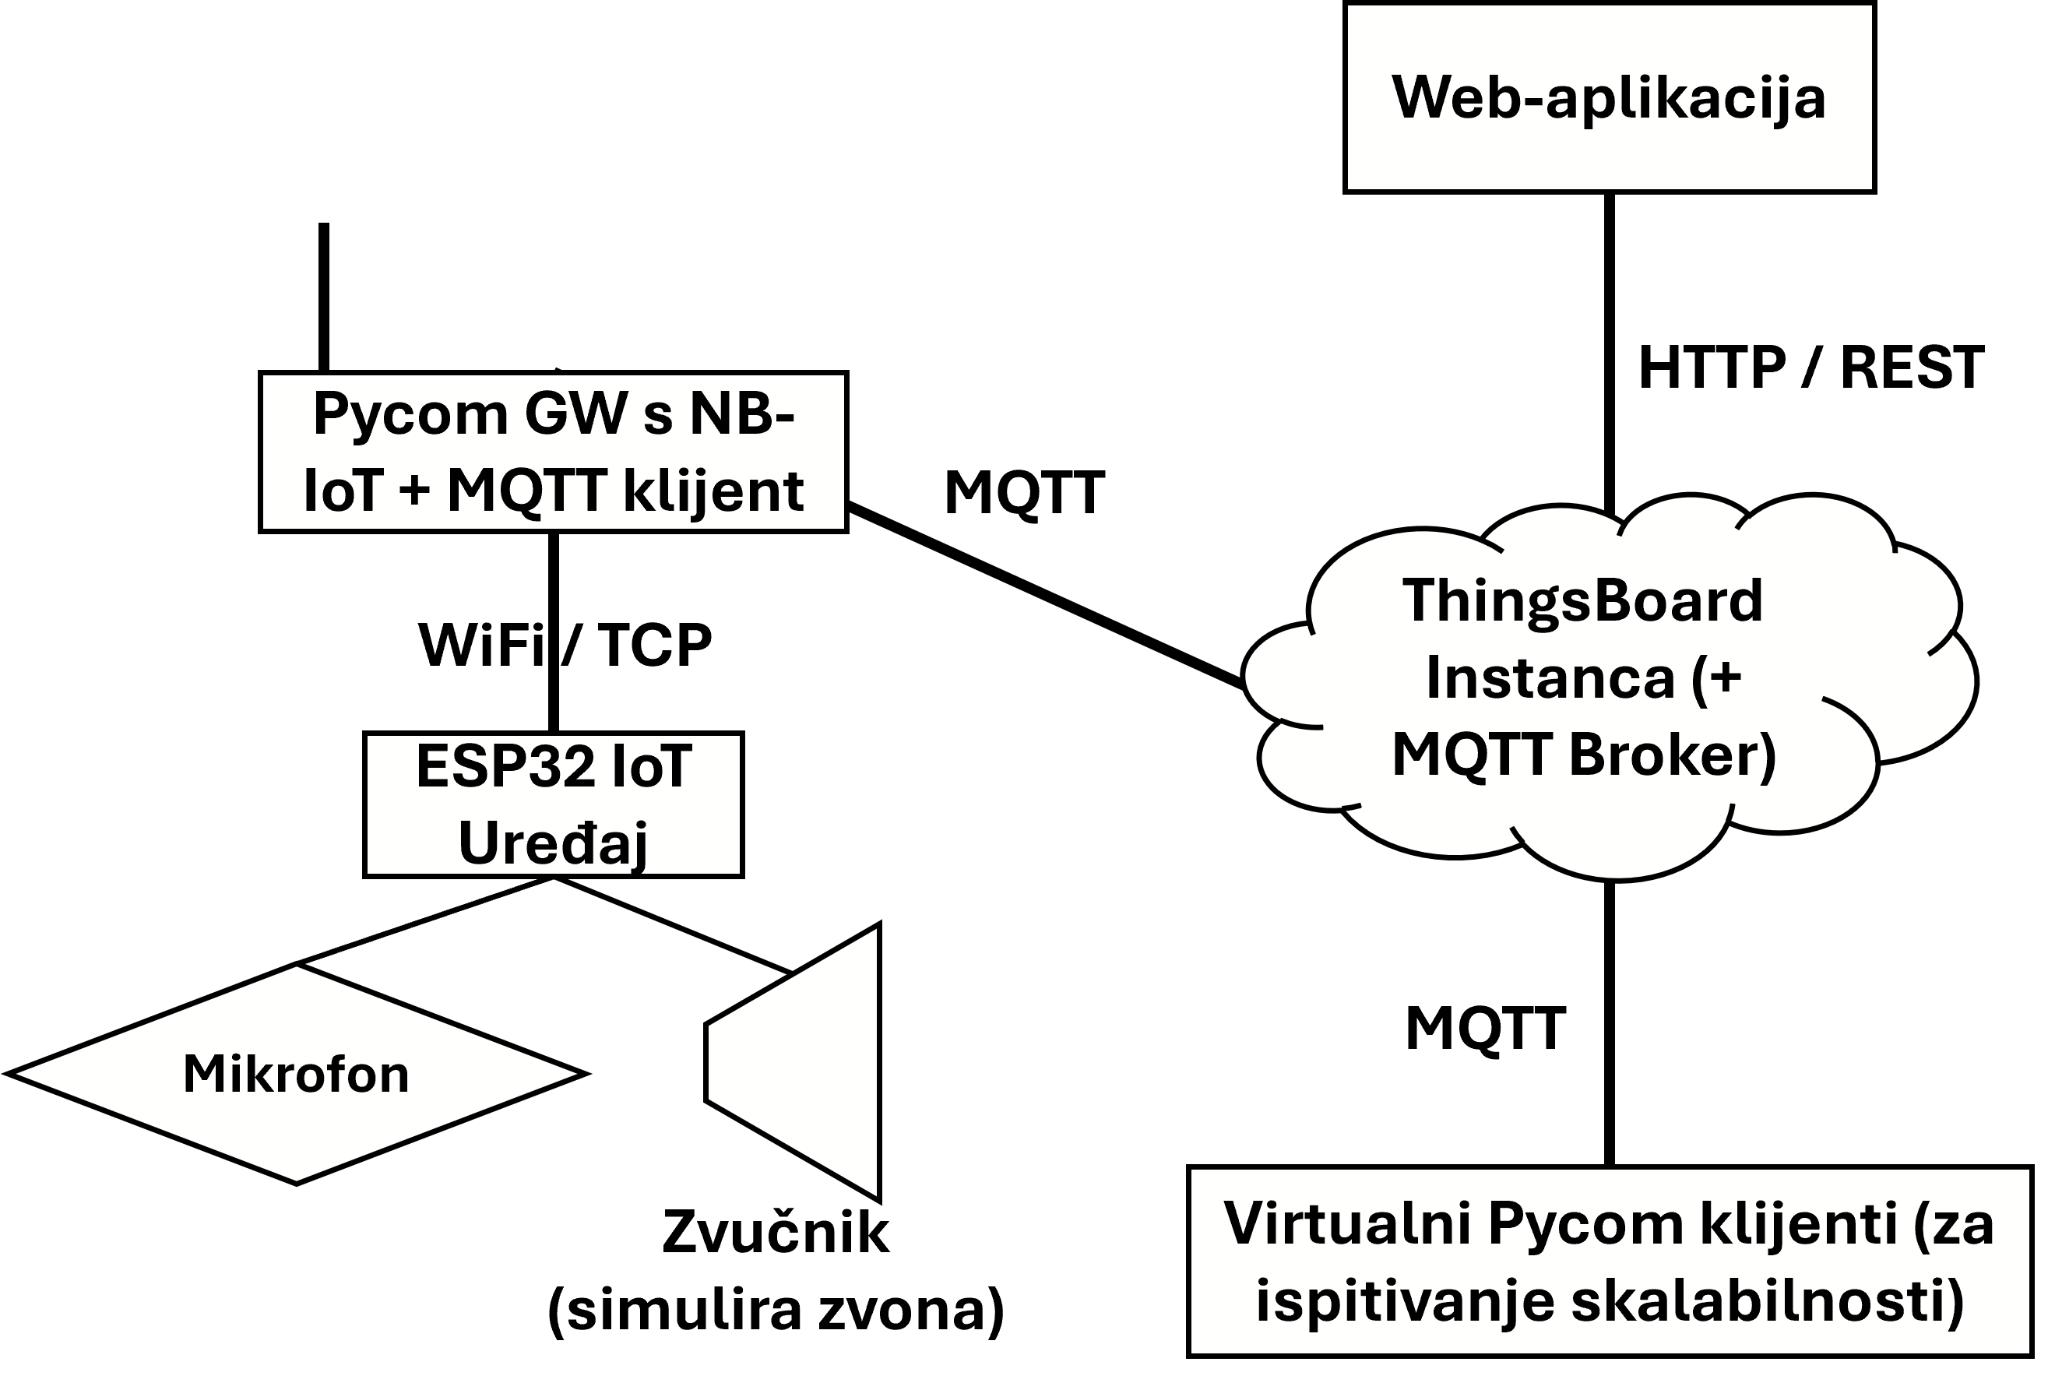 Web-aplikacija
HTTP / REST
Pycom GW s NB-
IoT + MQTT klijent
MQTT
ThingsBoard
Instanca (+
MQTT Broker)
WiFi / TCP
ESP32 IoT
Uređaj
Mikrofon
Zvučnik
(simulira zvona)
MQTT
Virtualni Pycom klijenti (za
ispitivanje skalabilnosti)